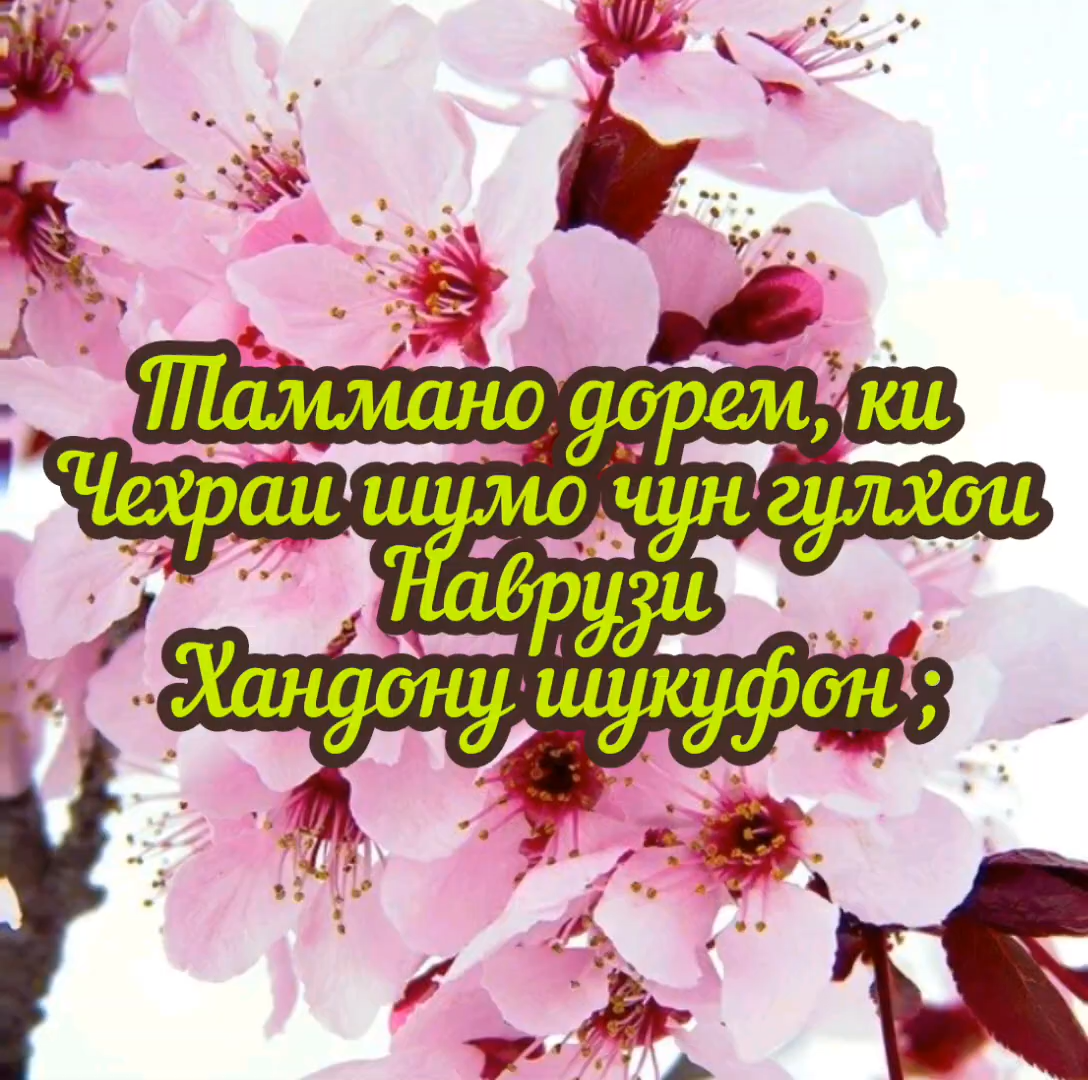 Таммано дорем, ки
Чехраи шумо чун гулхои
Наврузи
Хандону шукуфон ;